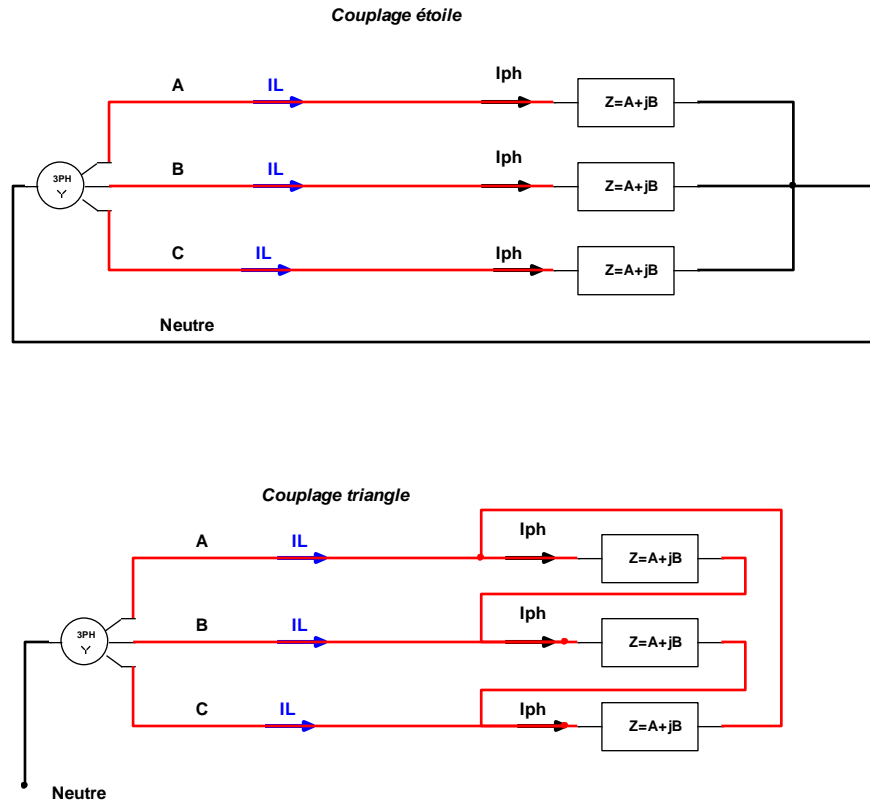 Couplage étoile
A IL Iph Z=A+jB
3PH B IL Iph Z=A+jB
C IL Iph Z=A+jB
Neutre
Couplage triangle
A IL Iph Z=A+jB
3PH B IL Iph Z=A+jB
C IL Iph Z=A+jB
Neutre